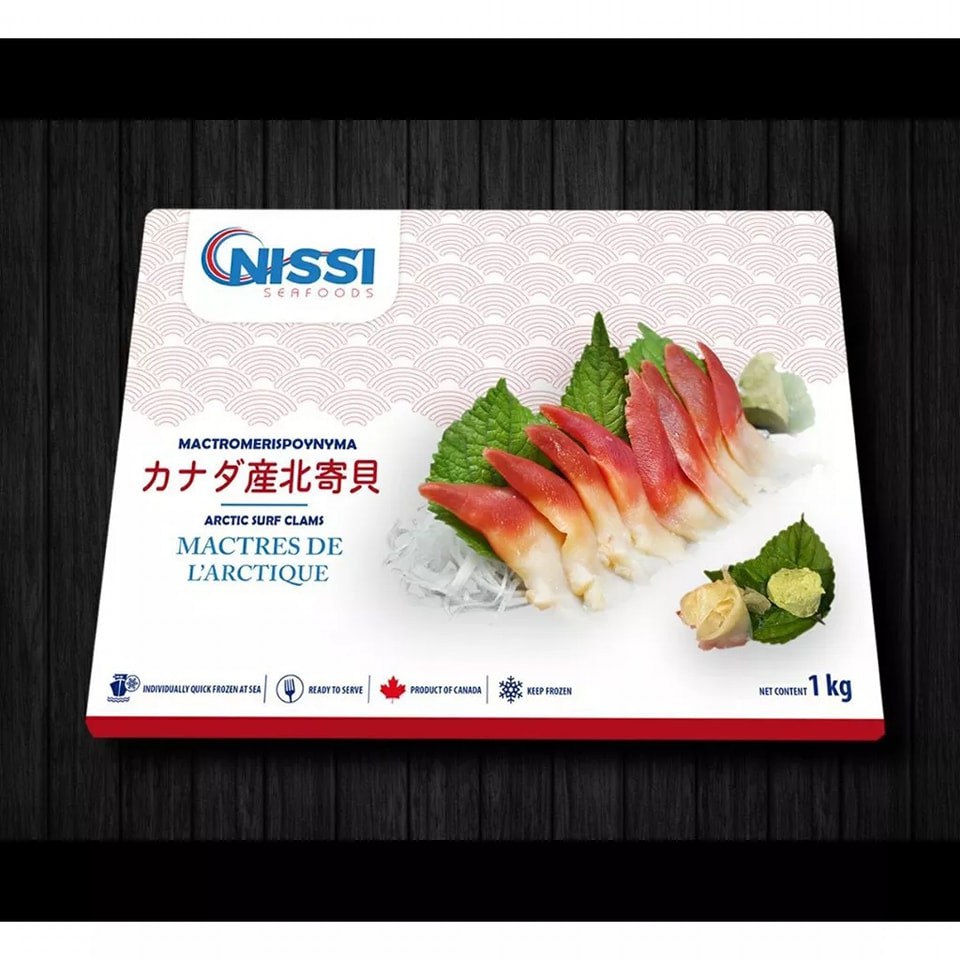 NISSI
SEAFOODS
MACTROMERISPOYNYMA
カナダ産北寄貝
ARCTIC SURF CLAMS
MACTRES DE
L'ARCTIQUE
INDIVIDUALLY QUICK FROZEN AT SEA
READY TO SERVE
PRODUCT OF CANADA
KEEP FROZEN
NET CONTENT 1 kg